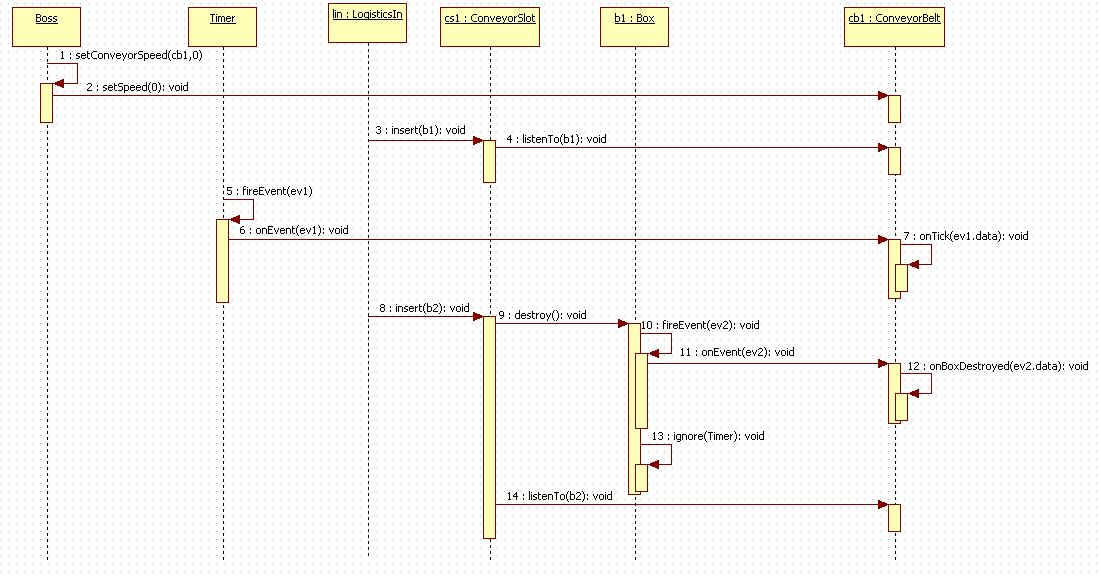 Boss
Timer
lin : LogisticsIn
cs1 : ConveyorSlot
b1 : Box
cb1 : ConveyorBelt
1 : setConveyorSpeed(cb1,0)
2 : setSpeed(0): void
3 : insert(b1): void
4 : listenTo(b1): void
5 : fireEvent(ev1)
6 : onEvent(ev1): void
7 : onTick(ev1.data): void
8 : insert(b2): void
9 : destroy(): void
10 : fireEvent(ev2): void
11 : onEvent(ev2): void
12 : onBoxDestroyed(ev2.data): void
13 : ignore(Timer): void
14 : listenTo(b2): void